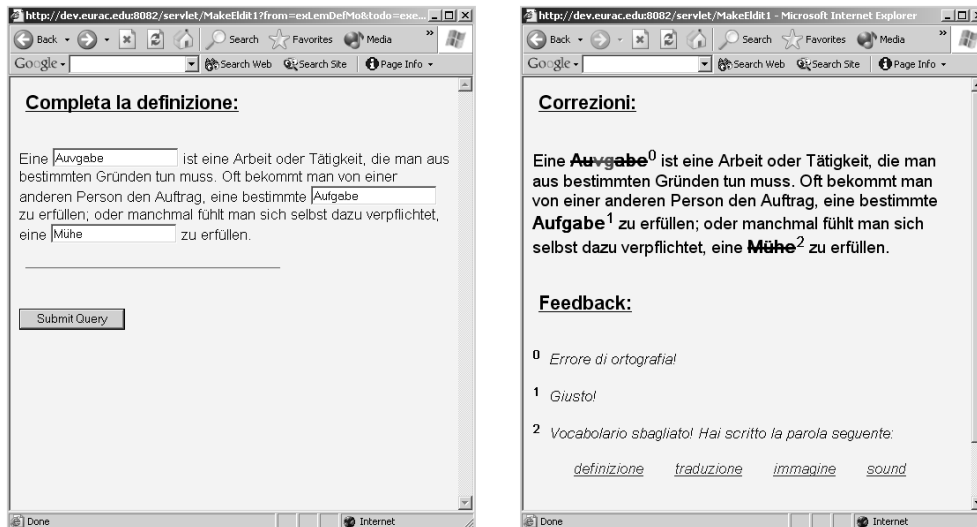 http://dev.eurac.edu:8082/servlet/MakeEldit1?from=exLemDefMo&todo=exe...
Back Search Favorites Media »
Google Search Web Search Site Page Info
Completa la definizione:
Eine Auvgabe ist eine Arbeit oder Tätigkeit, die man aus
bestimmten Gründen tun muss. Oft bekommt man von einer
anderen Person den Auftrag, eine bestimmte Aufgabe
zu erfüllen; oder manchmal fühlt man sich selbst dazu verpflichtet,
eine Mühe zu erfüllen.
Submit Query
Done Internet
http://dev.eurac.edu:8082/servlet/MakeEldit1 - Microsoft Internet Explorer
Back Search Favorites Media »
Google Search Web Search Site Page Info
Correzioni:
Eine Auvgabe0 ist eine Arbeit oder Tätigkeit, die man
aus bestimmten Gründen tun muss. Oft bekommt man
von einer anderen Person den Auftrag, eine bestimmte
Aufgabe1 zu erfüllen; oder manchmal fühlt man sich
selbst dazu verpflichtet, eine Mühe2 zu erfüllen.
Feedback:
0 Errore di ortografia!
1 Giusto!
2 Vocabolario sbagliato! Hai scritto la parola seguente:
definizione traduzione immagine sound
Done Internet